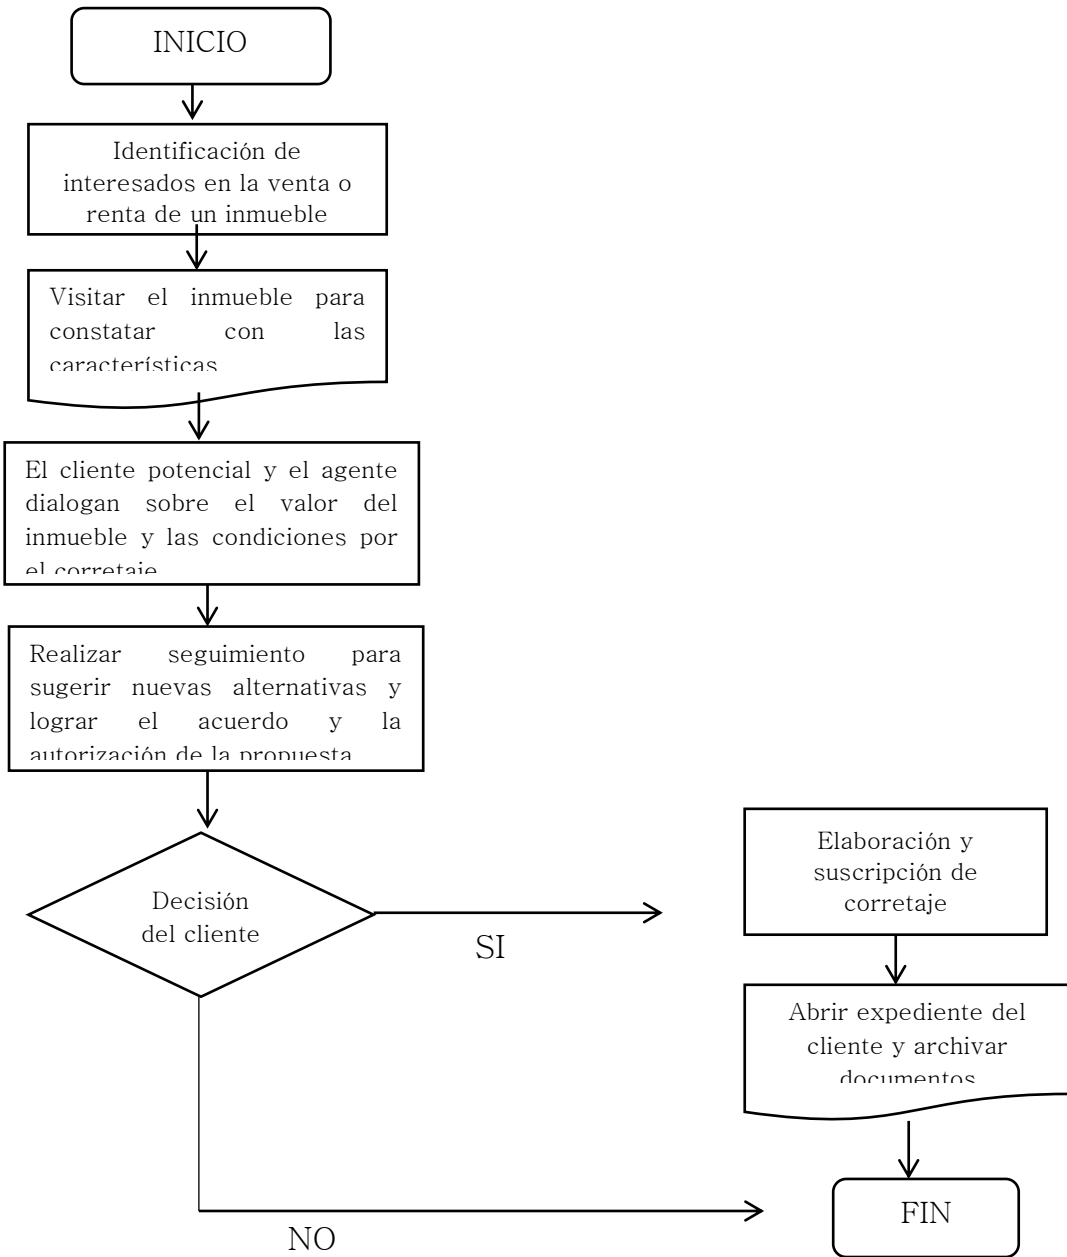 INICIO
Identificación de
interesados en la venta o
renta de un inmueble
Visitar el inmueble para
constatar con las
características
El cliente potencial y el agente
dialogan sobre el valor del
inmueble y las condiciones por
el corretaje
Realizar seguimiento para
sugerir nuevas alternativas y
lograr el acuerdo y la
autorización de la propuesta
Decisión
del cliente
SI
Elaboración y
suscripción de
corretaje
Abrir expediente del
cliente y archivar
documentos
FIN
NO